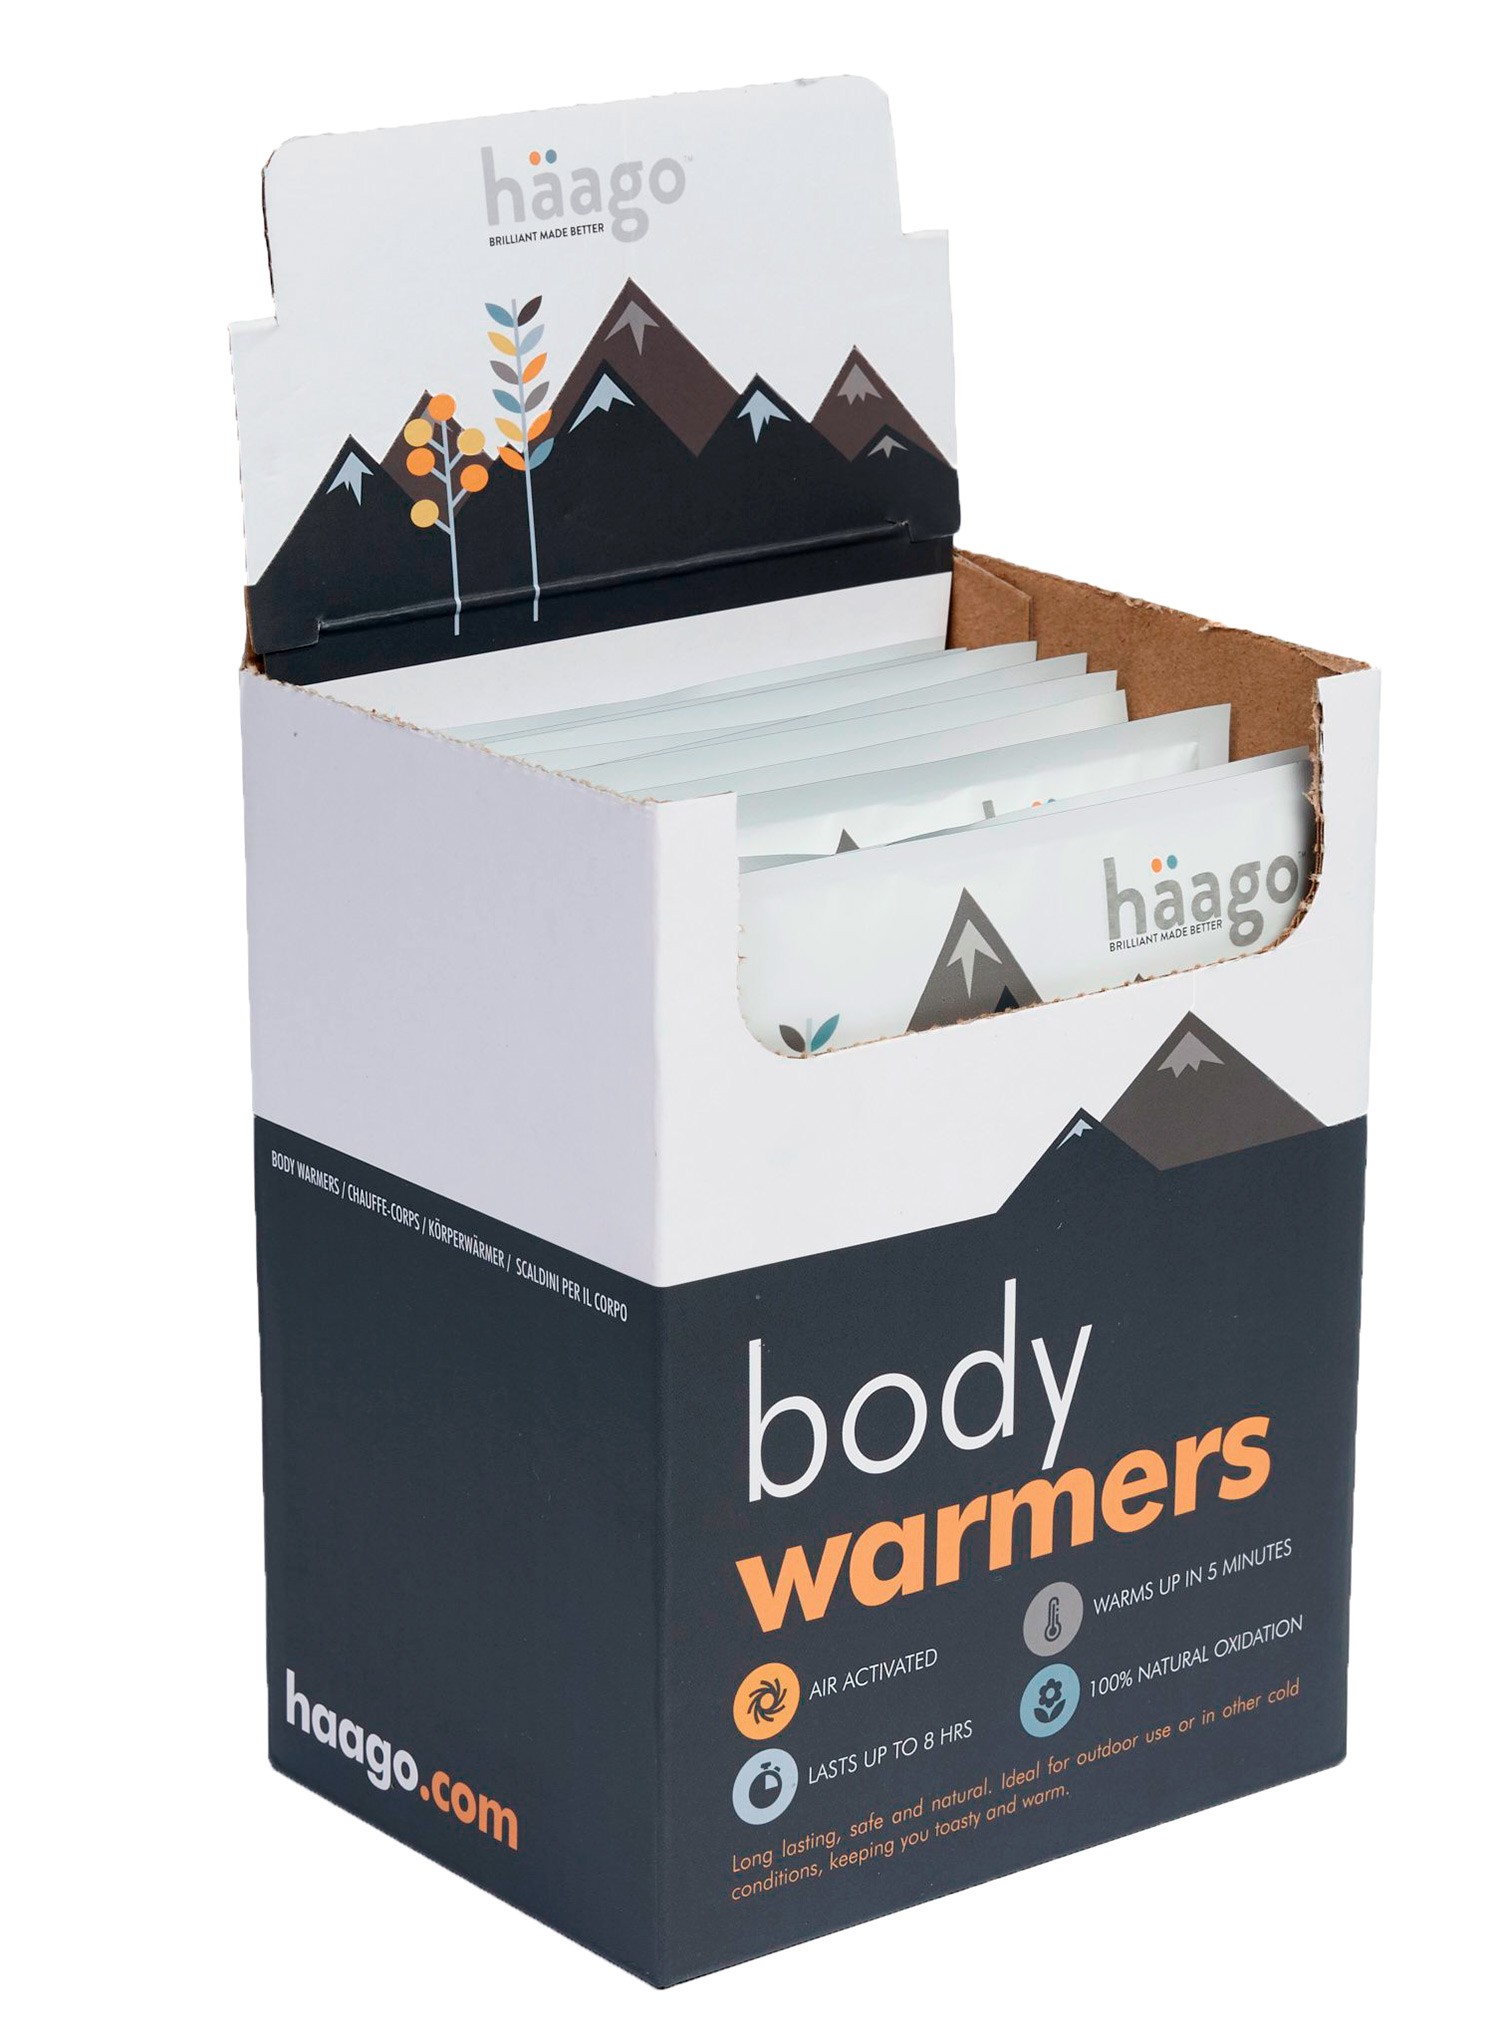 häago™
BRILLIANT MADE BETTER
häago
BRILLIANT MADE BETTER
BODY WARMERS / CHAUFFE-CORPS / KÖRPERWÄRMER / SCALDINI PER IL CORPO
haago.com
body
warmers
AIR ACTIVATED
WARMS UP IN 5 MINUTES
LASTS UP TO 8 HRS
100% NATURAL OXIDATION
Long lasting, safe and natural. Ideal for outdoor use or in other cold
conditions, keeping you toasty and warm.